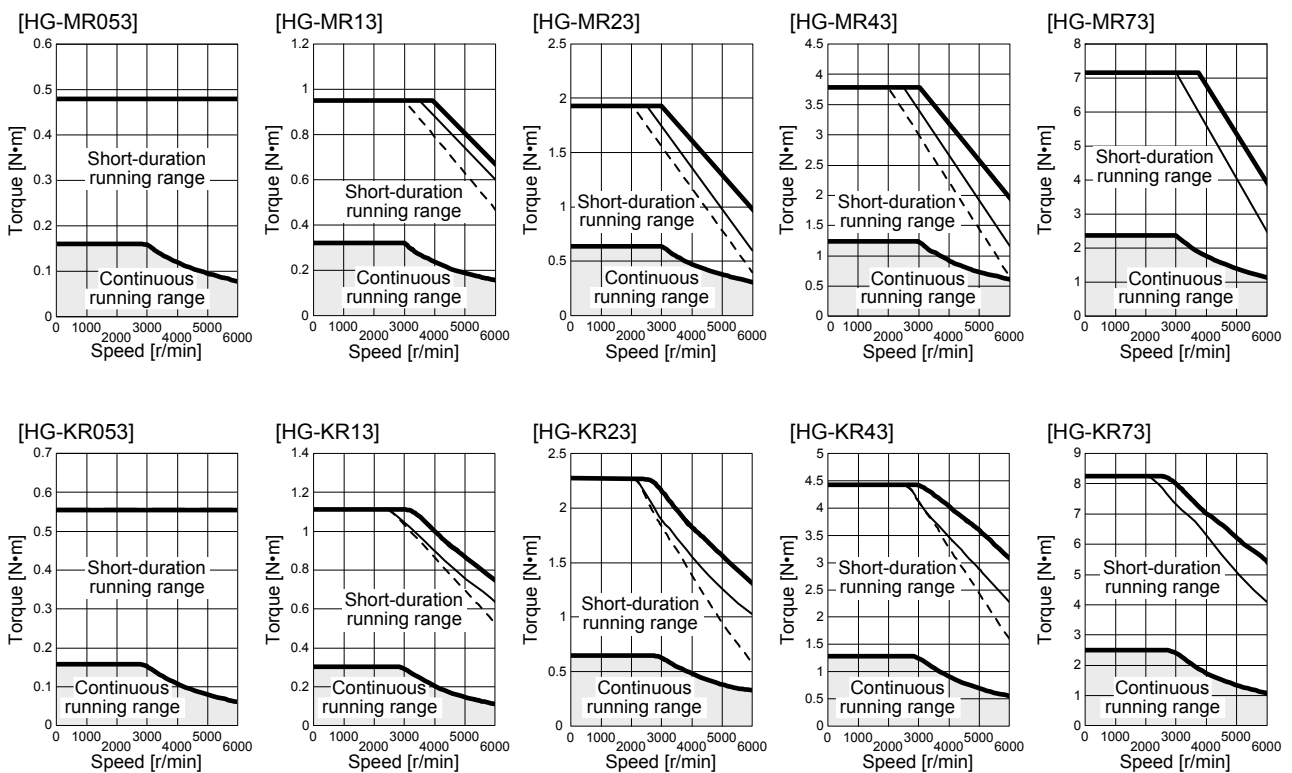 [HG-MR053]
Torque [N•m]
0.6
0.5
0.4
0.3
0.2
0.1
0
Short-duration
running range
Continuous
running range
0 1000 2000 3000 4000 5000 6000
Speed [r/min]
[HG-MR13]
Torque [N•m]
1.2
1
0.8
0.6
0.4
0.2
0
Short-duration
running range
Continuous
running range
0 1000 2000 3000 4000 5000 6000
Speed [r/min]
[HG-MR23]
Torque [N•m]
2.5
2
1.5
1
0.5
0
Short-duration
running range
Continuous
running range
0 1000 2000 3000 4000 5000 6000
Speed [r/min]
[HG-MR43]
Torque [N•m]
4.5
4
3.5
3
2.5
2
1.5
1
0.5
0
Short-duration
running range
Continuous
running range
0 1000 2000 3000 4000 5000 6000
Speed [r/min]
[HG-MR73]
Torque [N•m]
8
7
6
5
4
3
2
1
0
Short-duration
running range
Continuous
running range
0 1000 2000 3000 4000 5000 6000
Speed [r/min]
[HG-KR053]
Torque [N•m]
0.7
0.6
0.5
0.4
0.3
0.2
0.1
0
Short-duration
running range
Continuous
running range
0 1000 2000 3000 4000 5000 6000
Speed [r/min]
[HG-KR13]
Torque [N•m]
1.4
1.2
1.0
0.8
0.6
0.4
0.2
0
Short-duration
running range
Continuous
running range
0 1000 2000 3000 4000 5000 6000
Speed [r/min]
[HG-KR23]
Torque [N•m]
2.5
2
1.5
1
0.5
0
Short-duration
running range
Continuous
running range
0 1000 2000 3000 4000 5000 6000
Speed [r/min]
[HG-KR43]
Torque [N•m]
5
4.5
4
3.5
3
2.5
2
1.5
1
0.5
0
Short-duration
running range
Continuous
running range
0 1000 2000 3000 4000 5000 6000
Speed [r/min]
[HG-KR73]
Torque [N•m]
9
8
7
6
5
4
3
2
1
0
Short-duration
running range
Continuous
running range
0 1000 2000 3000 4000 5000 6000
Speed [r/min]